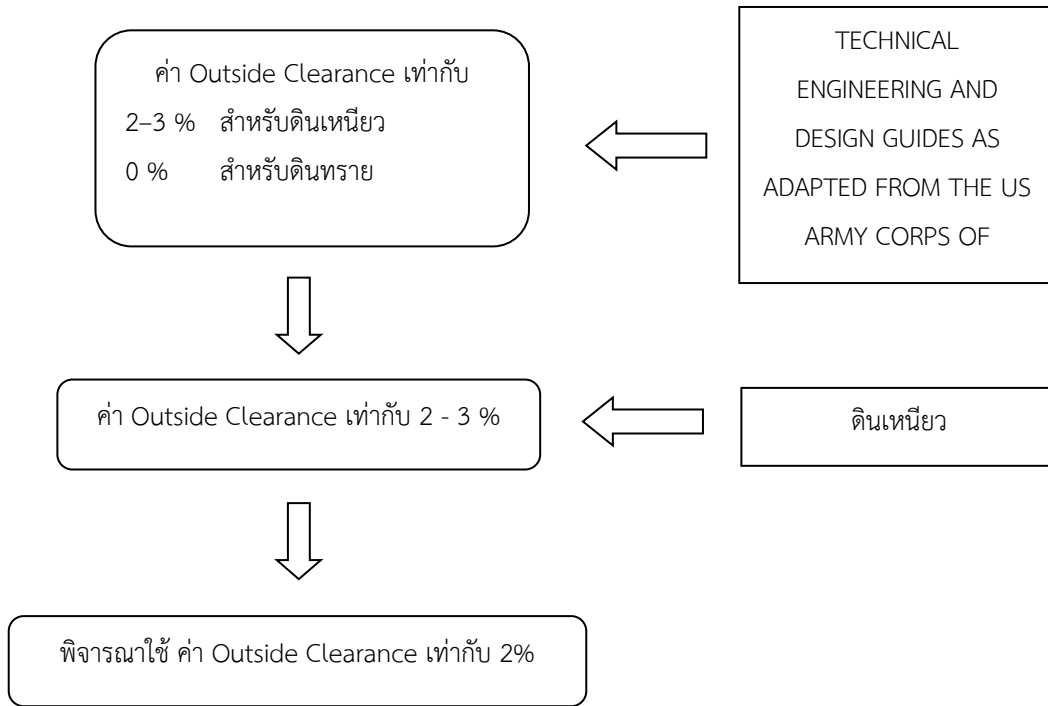 ค่า Outside Clearance เท่ากับ
2–3 % สำหรับดินเหนียว
0 % สำหรับดินทราย
TECHNICAL
ENGINEERING AND
DESIGN GUIDES AS
ADAPTED FROM THE US
ARMY CORPS OF
ค่า Outside Clearance เท่ากับ 2 - 3 %
ดินเหนียว
พิจารณาใช้ ค่า Outside Clearance เท่ากับ 2%